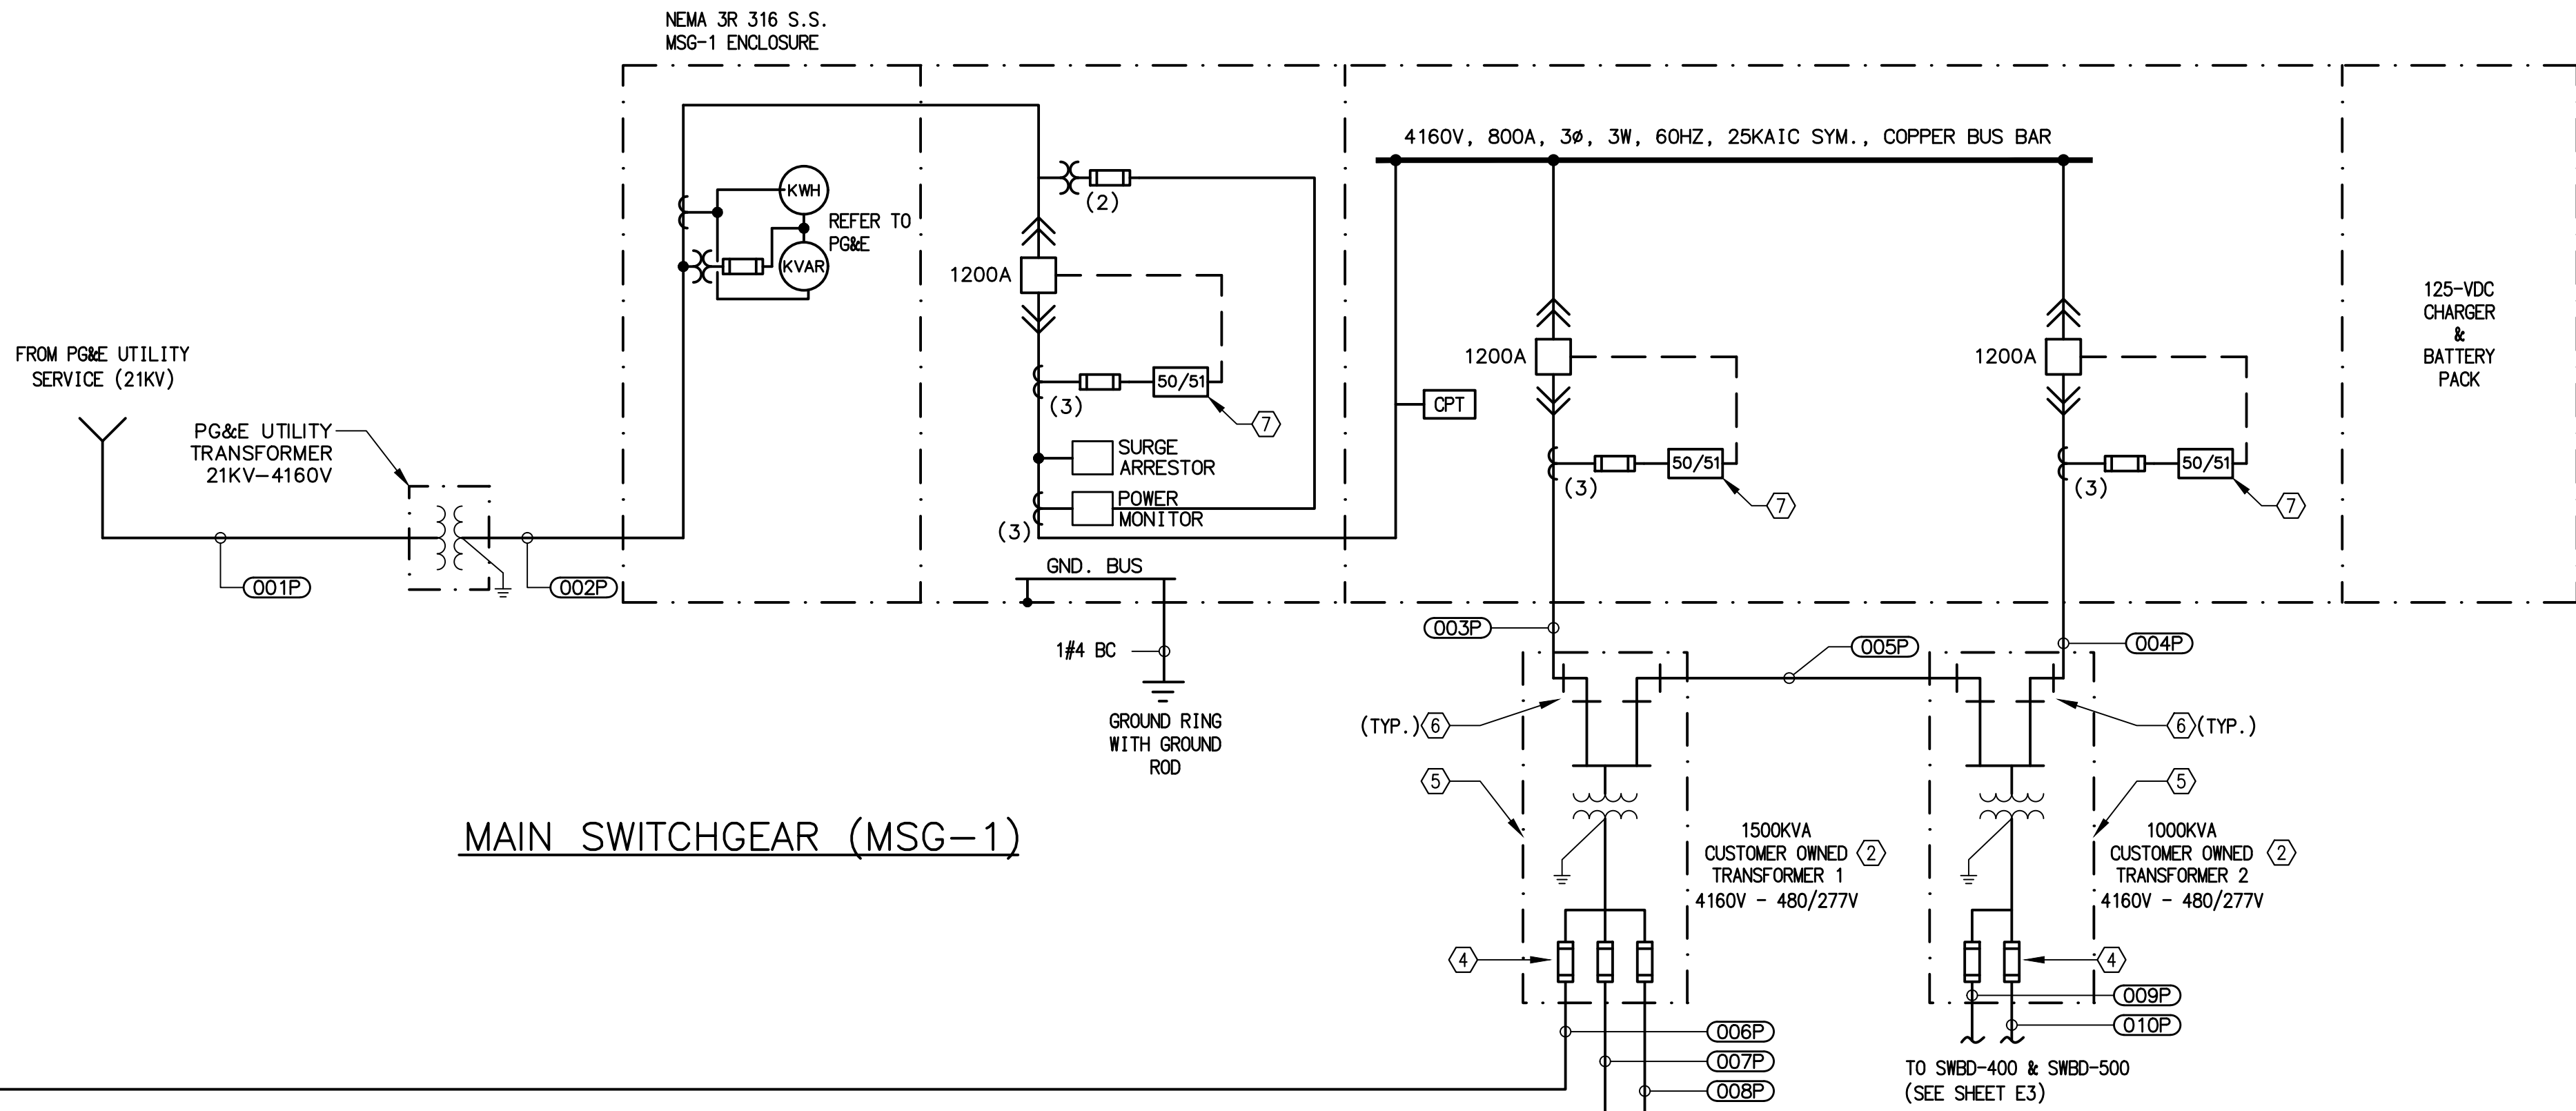 NEMA 3R 316 S.S.
MSG-1 ENCLOSURE
4160V, 800A, 3ø, 3W, 60HZ, 25KAIC SYM., COPPER BUS BAR
KWH
REFER TO
PG&E
KVAR
(2)
1200A
50/51
(3)
7
SURGE
ARRESTOR
POWER
MONITOR
(3)
CPT
1200A
50/51
(3)
7
1200A
50/51
(3)
7
125-VDC
CHARGER
&
BATTERY
PACK
FROM PG&E UTILITY
SERVICE (21KV)
PG&E UTILITY
TRANSFORMER
21KV-4160V
001P
002P
GND. BUS
1#4 BC
GROUND RING
WITH GROUND
ROD
003P
004P
005P
(TYP.) 6
6 (TYP.)
5
5
1500KVA
CUSTOMER OWNED 2
TRANSFORMER 1
4160V - 480/277V
1000KVA
CUSTOMER OWNED 2
TRANSFORMER 2
4160V - 480/277V
MAIN SWITCHGEAR (MSG-1)
4
4
009P
010P
006P
007P
008P
TO SWBD-400 & SWBD-500
(SEE SHEET E3)